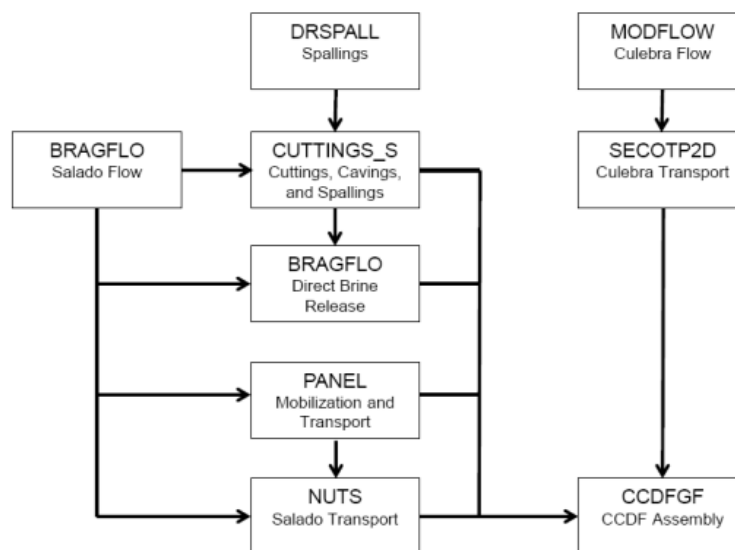 DRSPALL
Spallings
MODFLOW
Culebra Flow
BRAGFLO
Salado Flow
CUTTINGS_S
Cuttings, Cavings,
and Spallings
SECOTP2D
Culebra Transport
BRAGFLO
Direct Brine
Release
PANEL
Mobilization and
Transport
NUTS
Salado Transport
CCDFGF
CCDF Assembly